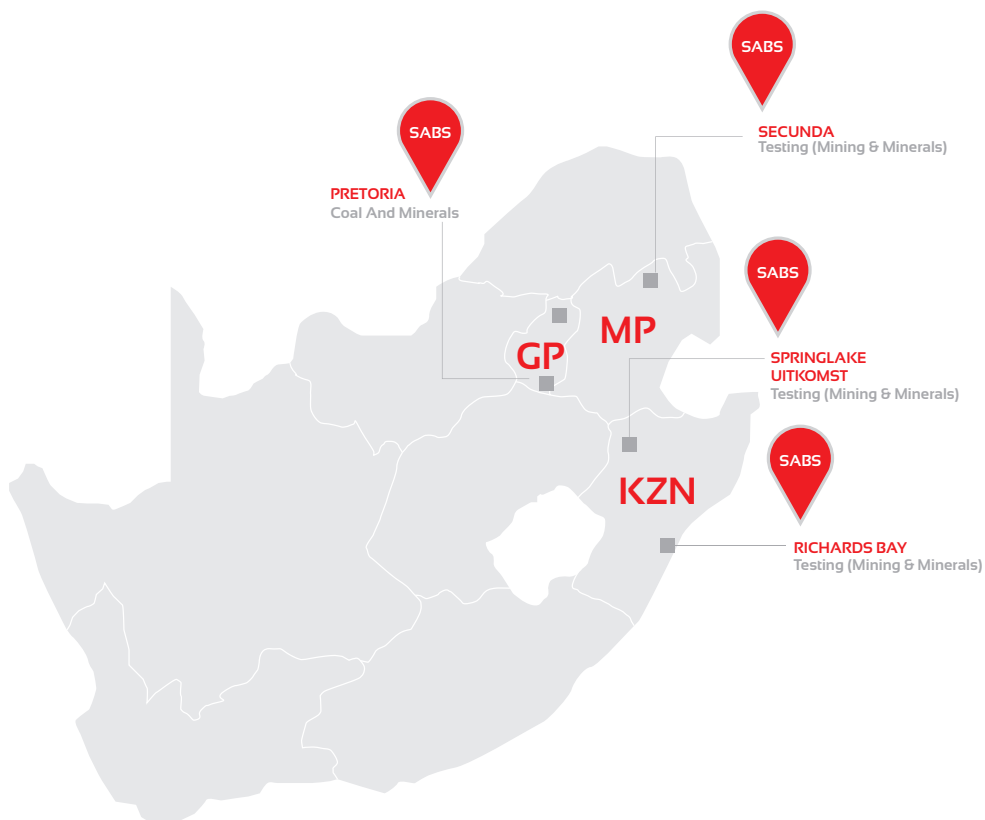 SABS
SECUNDA
Testing (Mining & Minerals)
SABS
PRETORIA
Coal And Minerals
SABS
MP
GP
SPRINGLAKE
UITKOMST
Testing (Mining & Minerals)
SABS
KZN
RICHARDS BAY
Testing (Mining & Minerals)